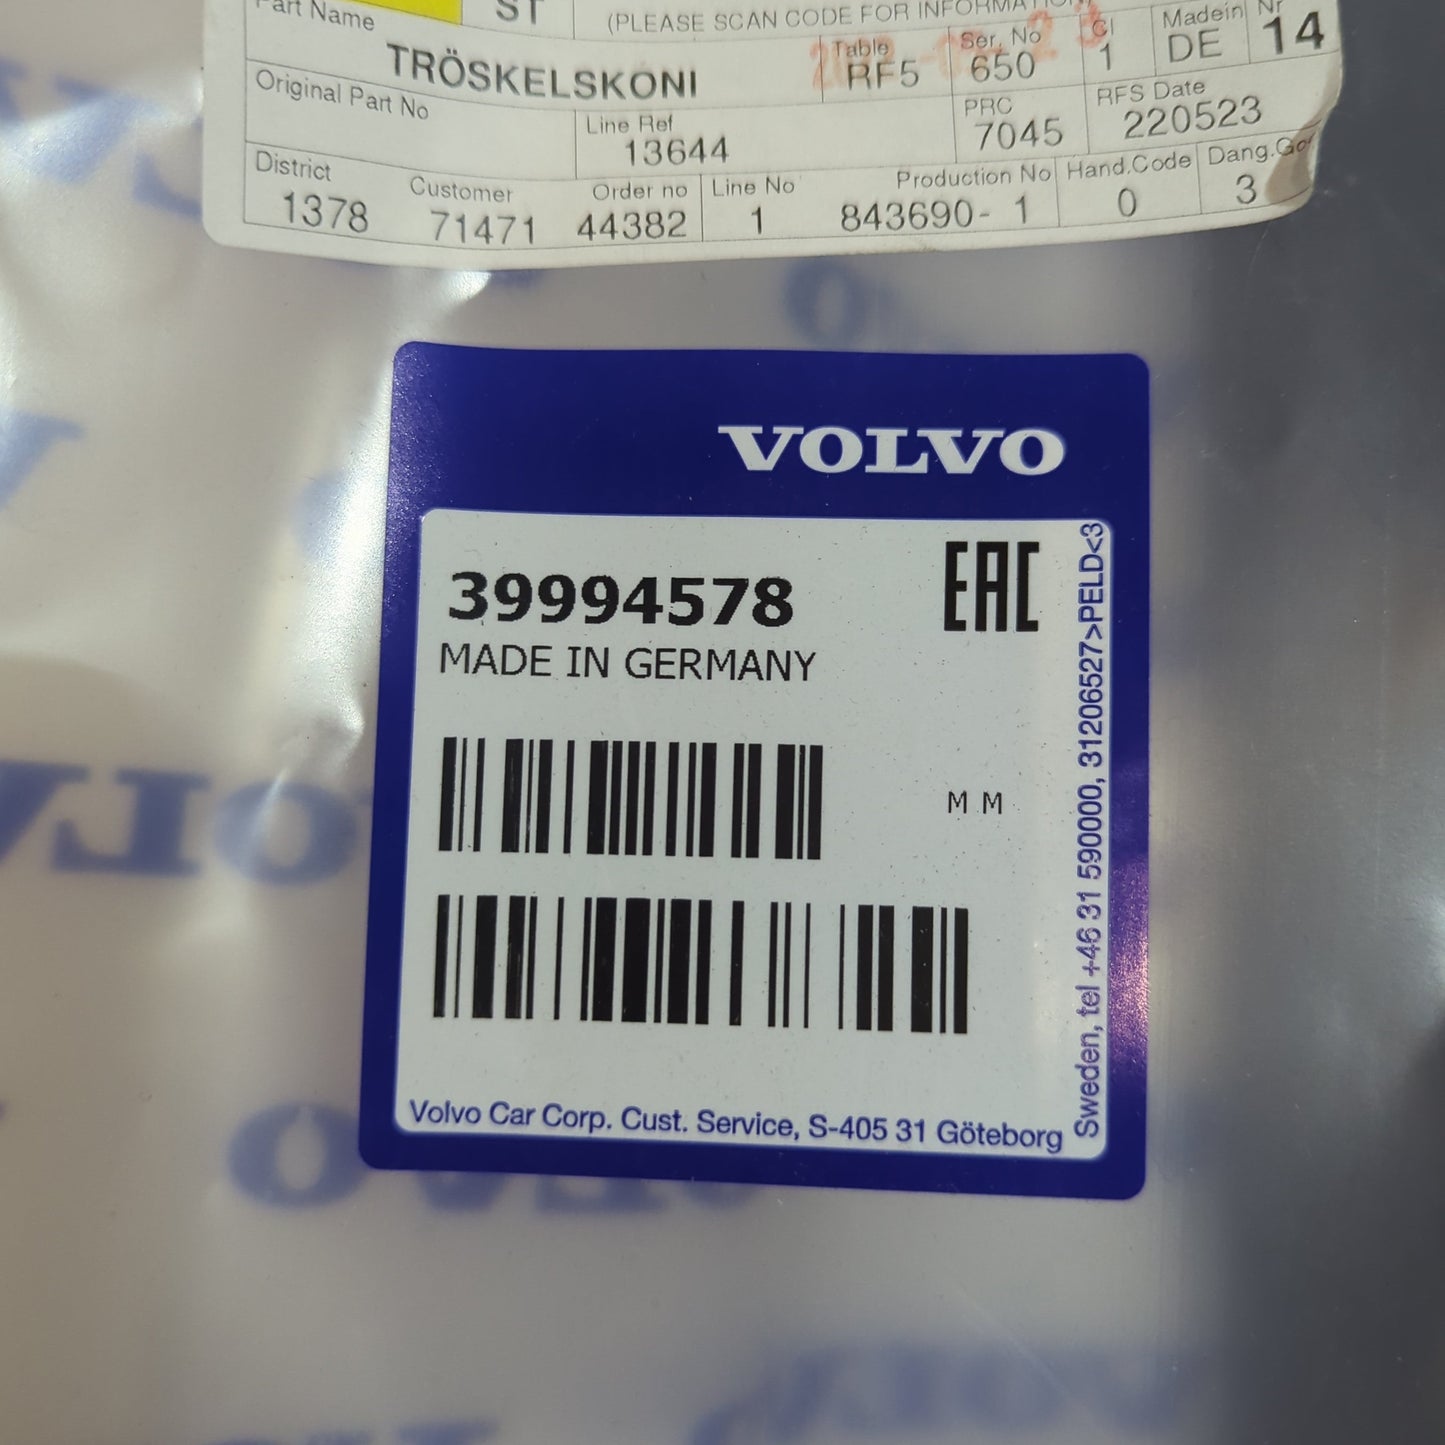 Part Name
ST
(PLEASE SCAN CODE FOR INFORMATION)
TRÖSKELSKONI
Table
RF5
Ser. No
650
Cl
1
Madein
DE
Nr
14
Original Part No
Line Ref
13644
PRC
7045
RFS Date
220523
District
1378
Customer
71471
Order no
44382
Line No
1
Production No
843690- 1
Hand.Code
0
3
VOLVO
39994578
EAC
MADE IN GERMANY
M M
Volvo Car Corp. Cust. Service, S-405 31 Göteborg
Sweden, tel +46 31 590000, 31206527>PELD<3